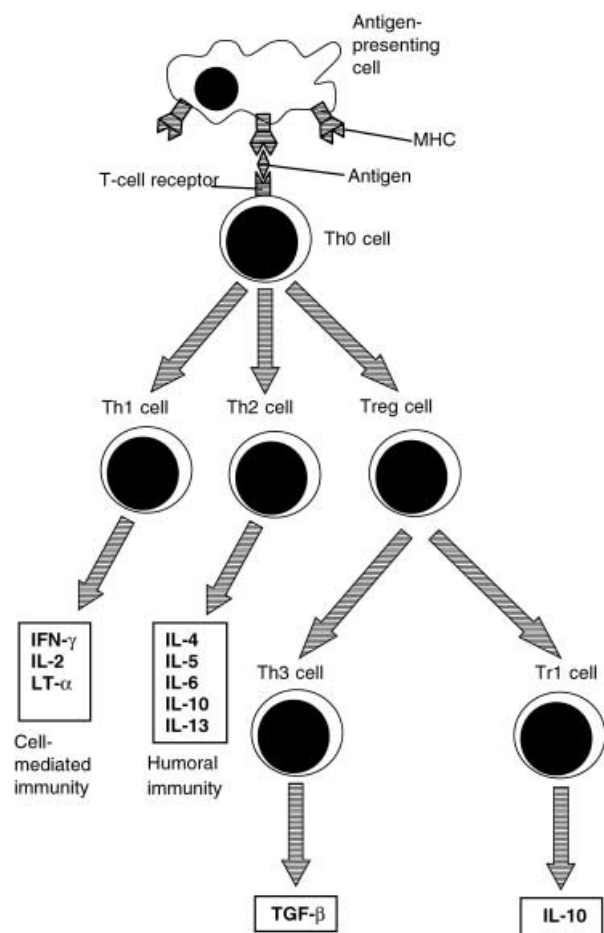 Antigen-
presenting
cell
MHC
T-cell receptor
Antigen
Th0 cell
Th1 cell
Th2 cell
Treg cell
IFN-γ
IL-2
LT-α
Cell-
mediated
immunity
IL-4
IL-5
IL-6
IL-10
IL-13
Humoral
immunity
Th3 cell
Tr1 cell
TGF-β
IL-10